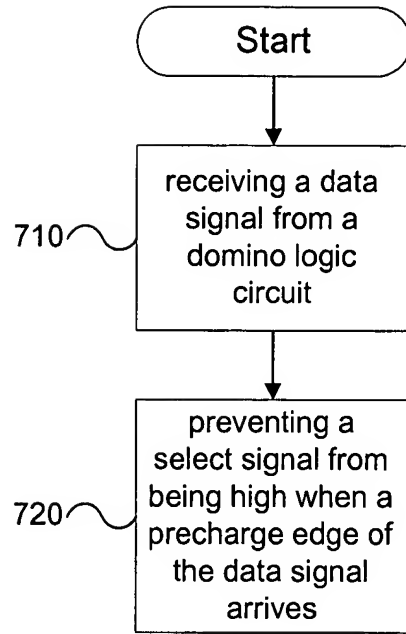 Start
receiving a data
signal from a
domino logic
circuit
710
preventing a
select signal from
being high when a
precharge edge of
the data signal
arrives
720